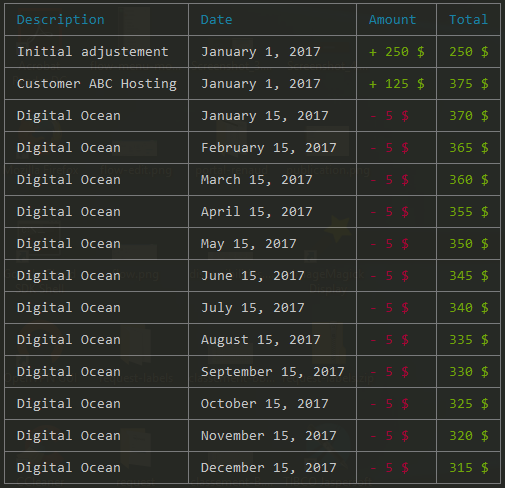 Description Date Amount Total
Initial adjustement January 1, 2017 + 250 $ 250 $
Customer ABC Hosting January 1, 2017 + 125 $ 375 $
Digital Ocean January 15, 2017 - 5 $ 370 $
Digital Ocean February 15, 2017 - 5 $ 365 $
Digital Ocean March 15, 2017 - 5 $ 360 $
Digital Ocean April 15, 2017 - 5 $ 355 $
Digital Ocean May 15, 2017 - 5 $ 350 $
Digital Ocean June 15, 2017 - 5 $ 345 $
Digital Ocean July 15, 2017 - 5 $ 340 $
Digital Ocean August 15, 2017 - 5 $ 335 $
Digital Ocean September 15, 2017 - 5 $ 330 $
Digital Ocean October 15, 2017 - 5 $ 325 $
Digital Ocean November 15, 2017 - 5 $ 320 $
Digital Ocean December 15, 2017 - 5 $ 315 $